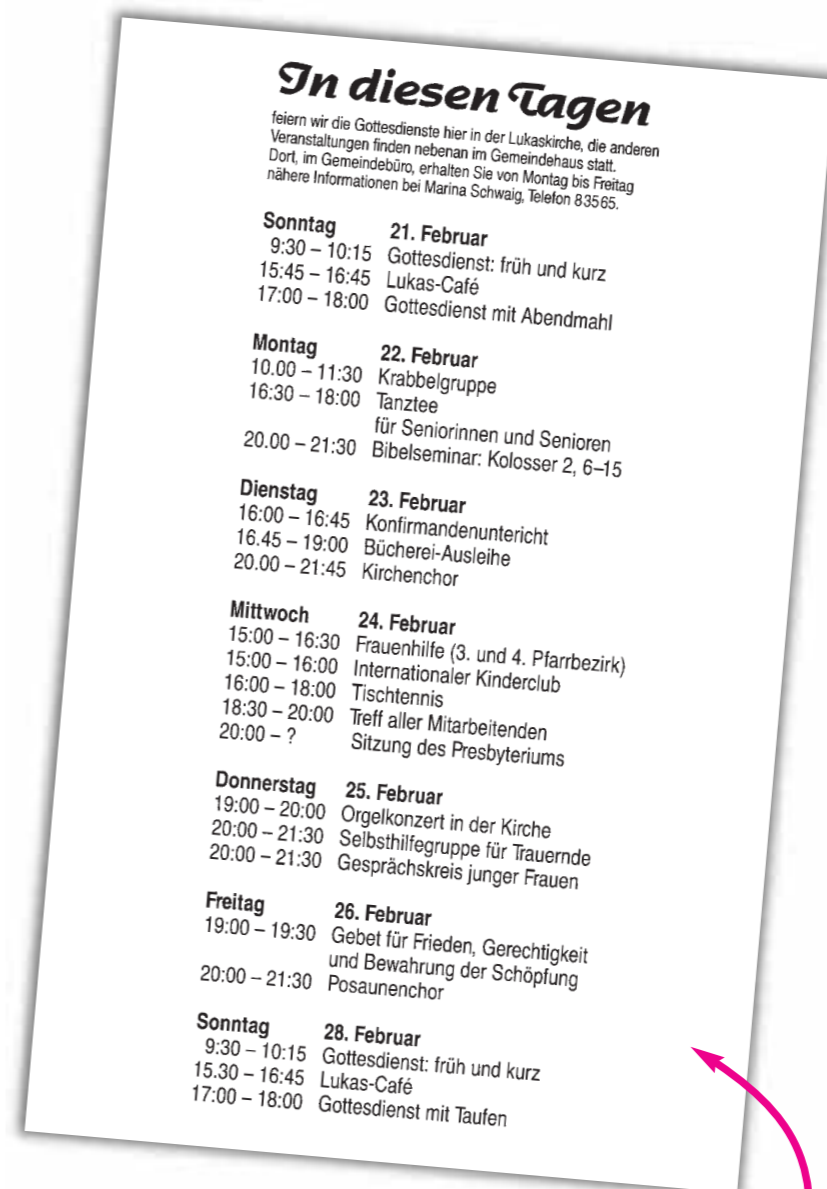 In diesen Tagen
feiern wir die Gottesdienste hier in der Lukaskirche, die anderen
Veranstaltungen finden nebenan im Gemeindehaus statt.
Dort, im Gemeindebüro, erhalten Sie von Montag bis Freitag
nähere Informationen bei Marina Schwaig, Telefon 83565.
Sonntag 21. Februar
9:30 – 10:15 Gottesdienst: früh und kurz
15:45 – 16:45 Lukas-Café
17:00 – 18:00 Gottesdienst mit Abendmahl
Montag 22. Februar
10.00 – 11:30 Krabbelgruppe
16:30 – 18:00 Tanztee
für Seniorinnen und Senioren
20.00 – 21:30 Bibelseminar: Kolosser 2, 6–15
Dienstag 23. Februar
16:00 – 16:45 Konfirmandenuntericht
16.45 – 19:00 Bücherei-Ausleihe
20.00 – 21:45 Kirchenchor
Mittwoch 24. Februar
15:00 – 16:30 Frauenhilfe (3. und 4. Pfarrbezirk)
15:00 – 16:00 Internationaler Kinderclub
16:00 – 18:00 Tischtennis
18:30 – 20:00 Treff aller Mitarbeitenden
20:00 – ? Sitzung des Presbyteriums
Donnerstag 25. Februar
19:00 – 20:00 Orgelkonzert in der Kirche
20:00 – 21:30 Selbsthilfegruppe für Trauernde
20:00 – 21:30 Gesprächskreis junger Frauen
Freitag 26. Februar
19:00 – 19:30 Gebet für Frieden, Gerechtigkeit
und Bewahrung der Schöpfung
20:00 – 21:30 Posaunenchor
Sonntag 28. Februar
9:30 – 10:15 Gottesdienst: früh und kurz
15.30 – 16:45 Lukas-Café
17:00 – 18:00 Gottesdienst mit Taufen